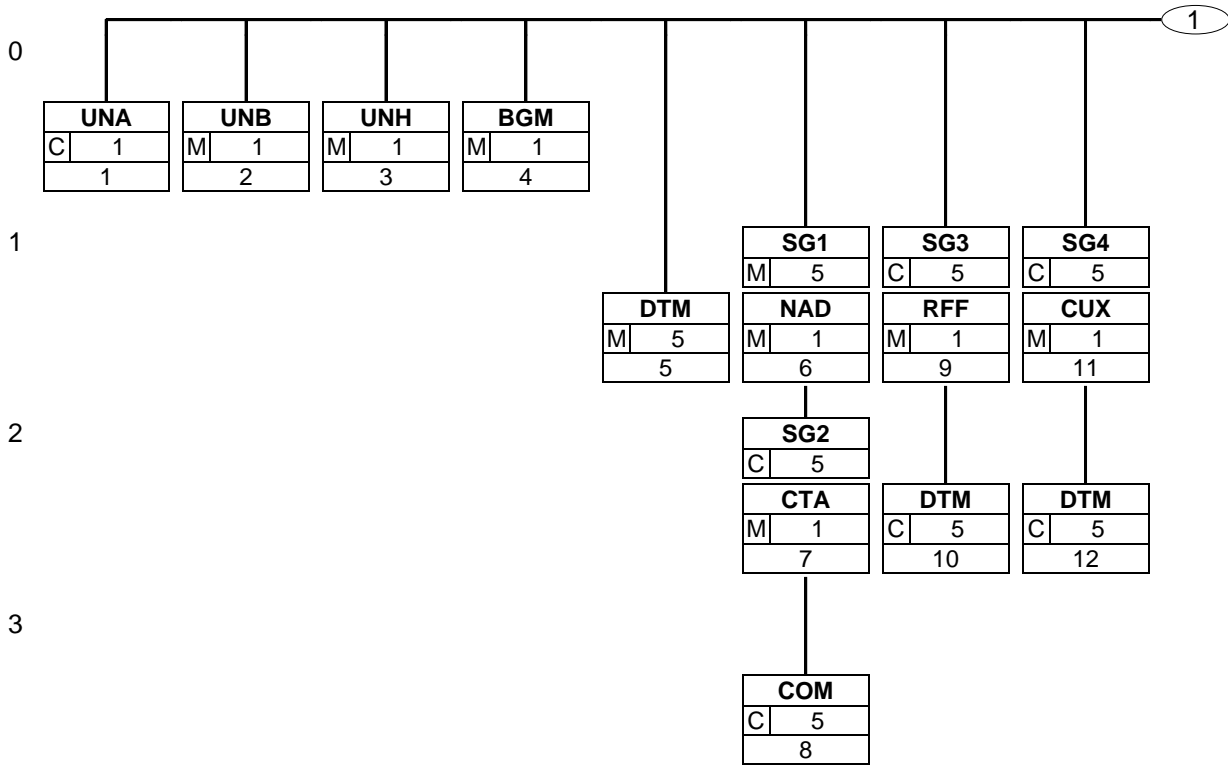 1
0
UNA UNB UNH BGM
C 1 M 1 M 1 M 1
1 2 3 4
1
SG1 SG3 SG4
M 5 C 5 C 5
DTM NAD RFF CUX
M 5 M 1 M 1 M 1
5 6 9 11
2
SG2
C 5
CTA DTM DTM
M 1 C 5 C 5
7 10 12
3
COM
C 5
8